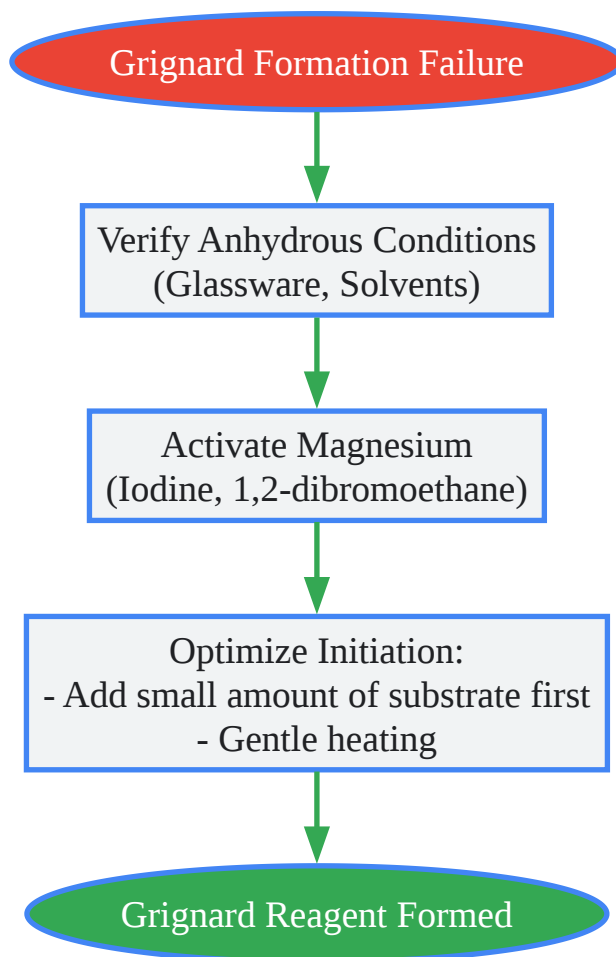 Grignard Formation Failure
Verify Anhydrous Conditions
(Glassware, Solvents)
Activate Magnesium
(Iodine, 1,2-dibromoethane)
Optimize Initiation:
- Add small amount of substrate first
- Gentle heating
Grignard Reagent Formed